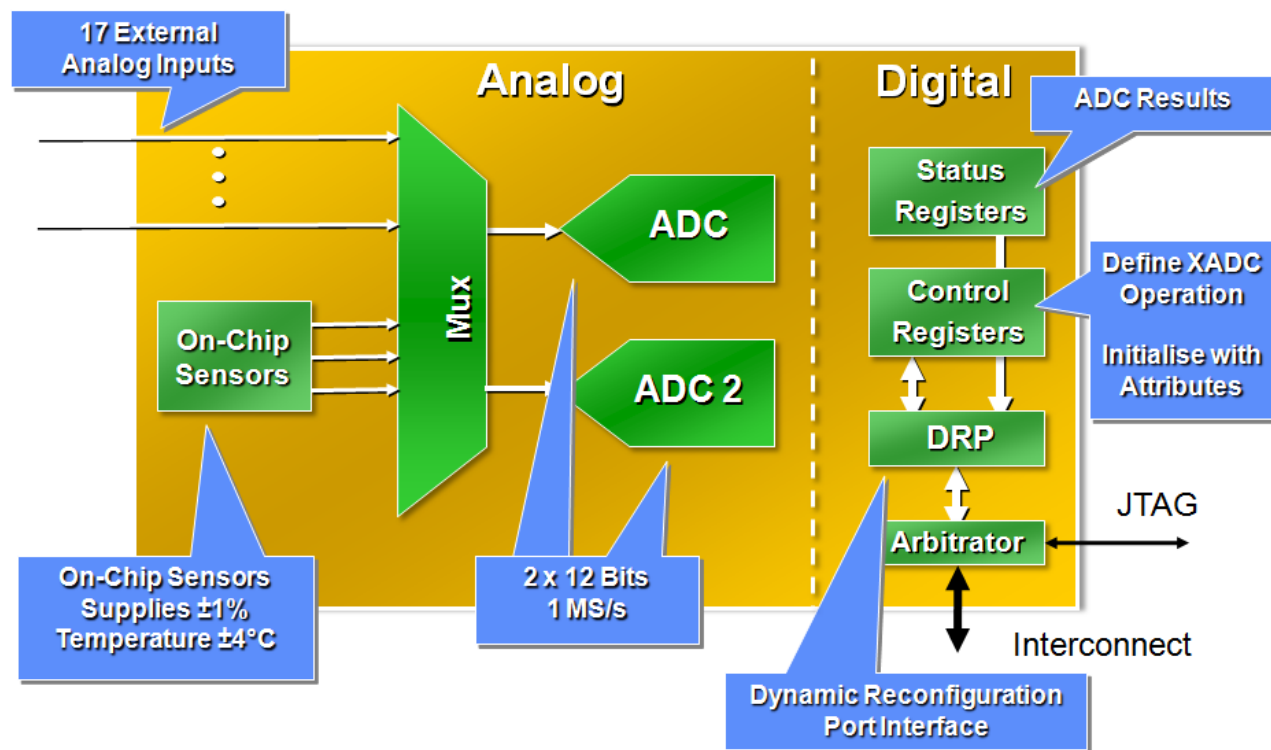 17 External
Analog Inputs
Analog
Digital
ADC Results
Status
Registers
ADC
Define XADC
Operation
Initialise with
Attributes
Control
Registers
Mux
On-Chip
Sensors
ADC 2
DRP
JTAG
Arbitrator
On-Chip Sensors
Supplies ±1%
Temperature ±4°C
2 x 12 Bits
1 MS/s
Interconnect
Dynamic Reconfiguration
Port Interface